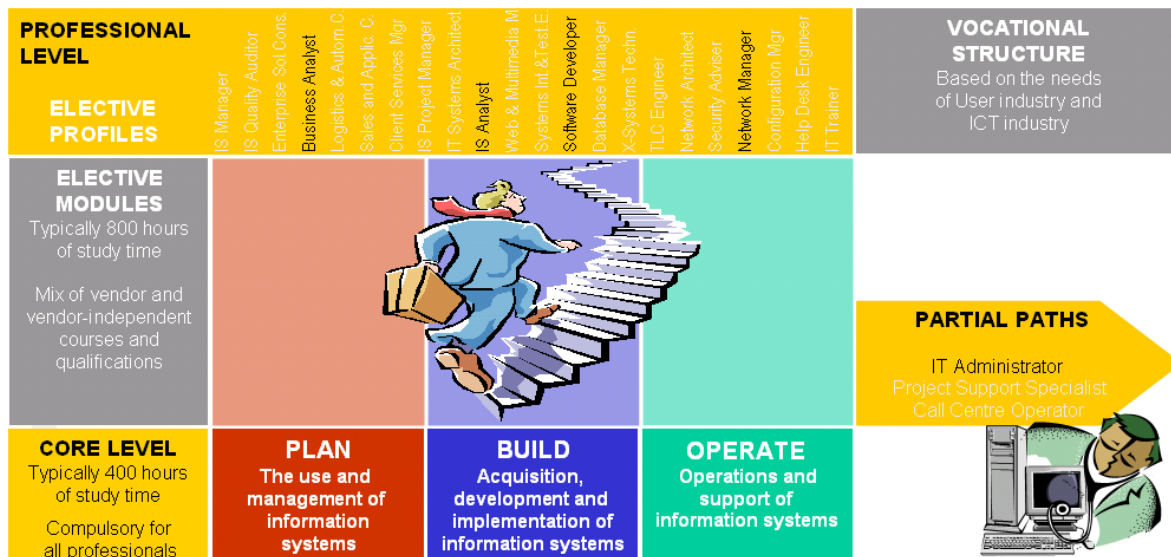 PROFESSIONAL
LEVEL
ELECTIVE
PROFILES
IS Manager
IS Quality Auditor
Enterprise Sol.Cons.
Business Analyst
Logistics & Autom.C.
Sales and Applic. C.
Client Services Mgr
IS Project Manager
IT Systems Architect
IS Analyst
Web & Multimedia M
Systems Int.&Test.E.
Software Developer
Database Manager
X-Systems Techn
TLC Engineer
Network Architect
Security Adviser
Network Manager
Configuration Mgr
Help Desk Engineer
IT Trainer
VOCATIONAL
STRUCTURE
Based on the needs
of User industry and
ICT industry
ELECTIVE
MODULES
Typically 800 hours
of study time
Mix of vendor and
vendor-independent
courses and
qualifications
PARTIAL PATHS
IT Administrator
Project Support Specialist
Call Centre Operator
CORE LEVEL
Typically 400 hours
of study time
Compulsory for
all professionals
PLAN
The use and
management of
information
systems
BUILD
Acquisition,
development and
implementation of
information systems
OPERATE
Operations and
support of
information systems